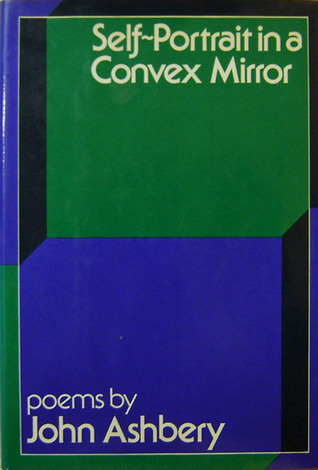 Self~Portrait in a
Convex Mirror
poems by
John Ashbery